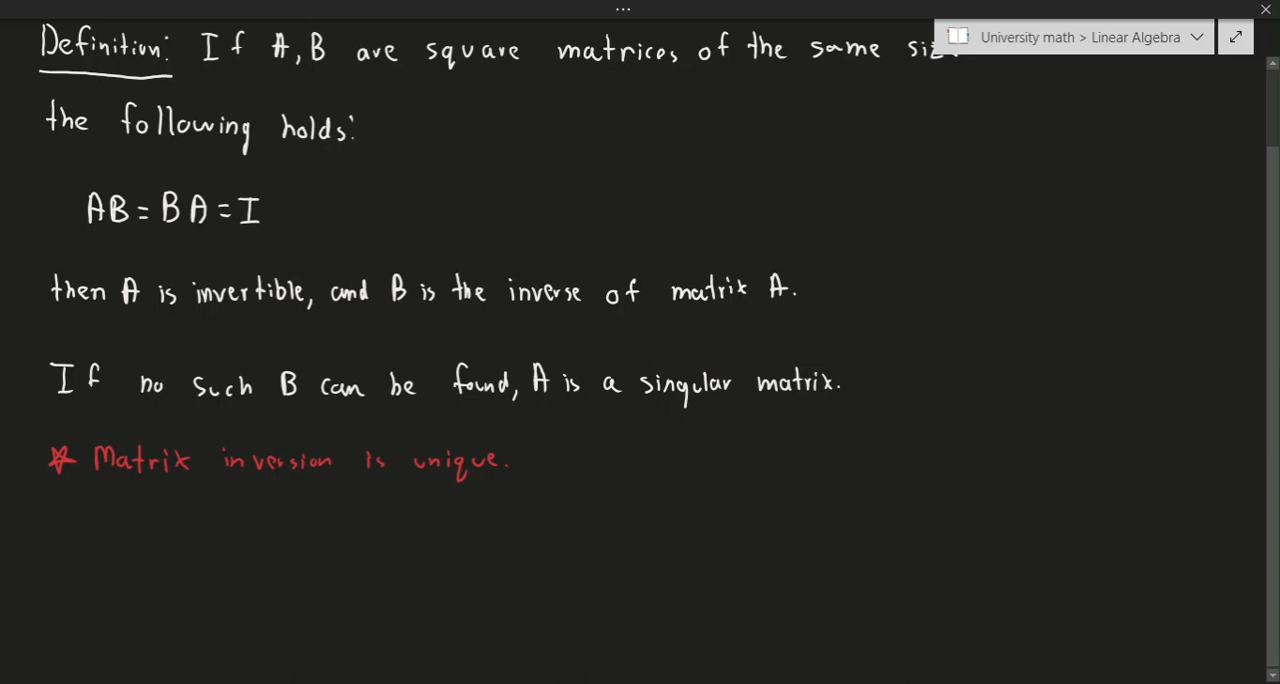 ...
University math > Linear Algebra
Definition: If A, B are square matrices of the same
the following holds:
AB = BA = I
then A is invertible, and B is the inverse of matrix A.
If no such B can be found, A is a singular matrix.
* Matrix inversion is unique.